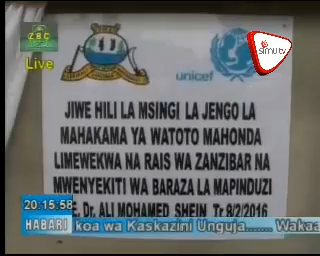 ZBC
Live
unicef
simu tv
JIWE HILI LA MSINGI LA JENGO LA
MAHAKAMA YA WATOTO MAHONDA
LIMEWEKWA NA RAIS WA ZANZIBAR NA
MWENYEKITI WA BARAZA LA MAPINDUZI
E, Dr. ALI MOHAMED SHEIN, Tr 8/2/2016
20:15:58
HABARI
koa wa Kaskazini Unguja...... Wakaa